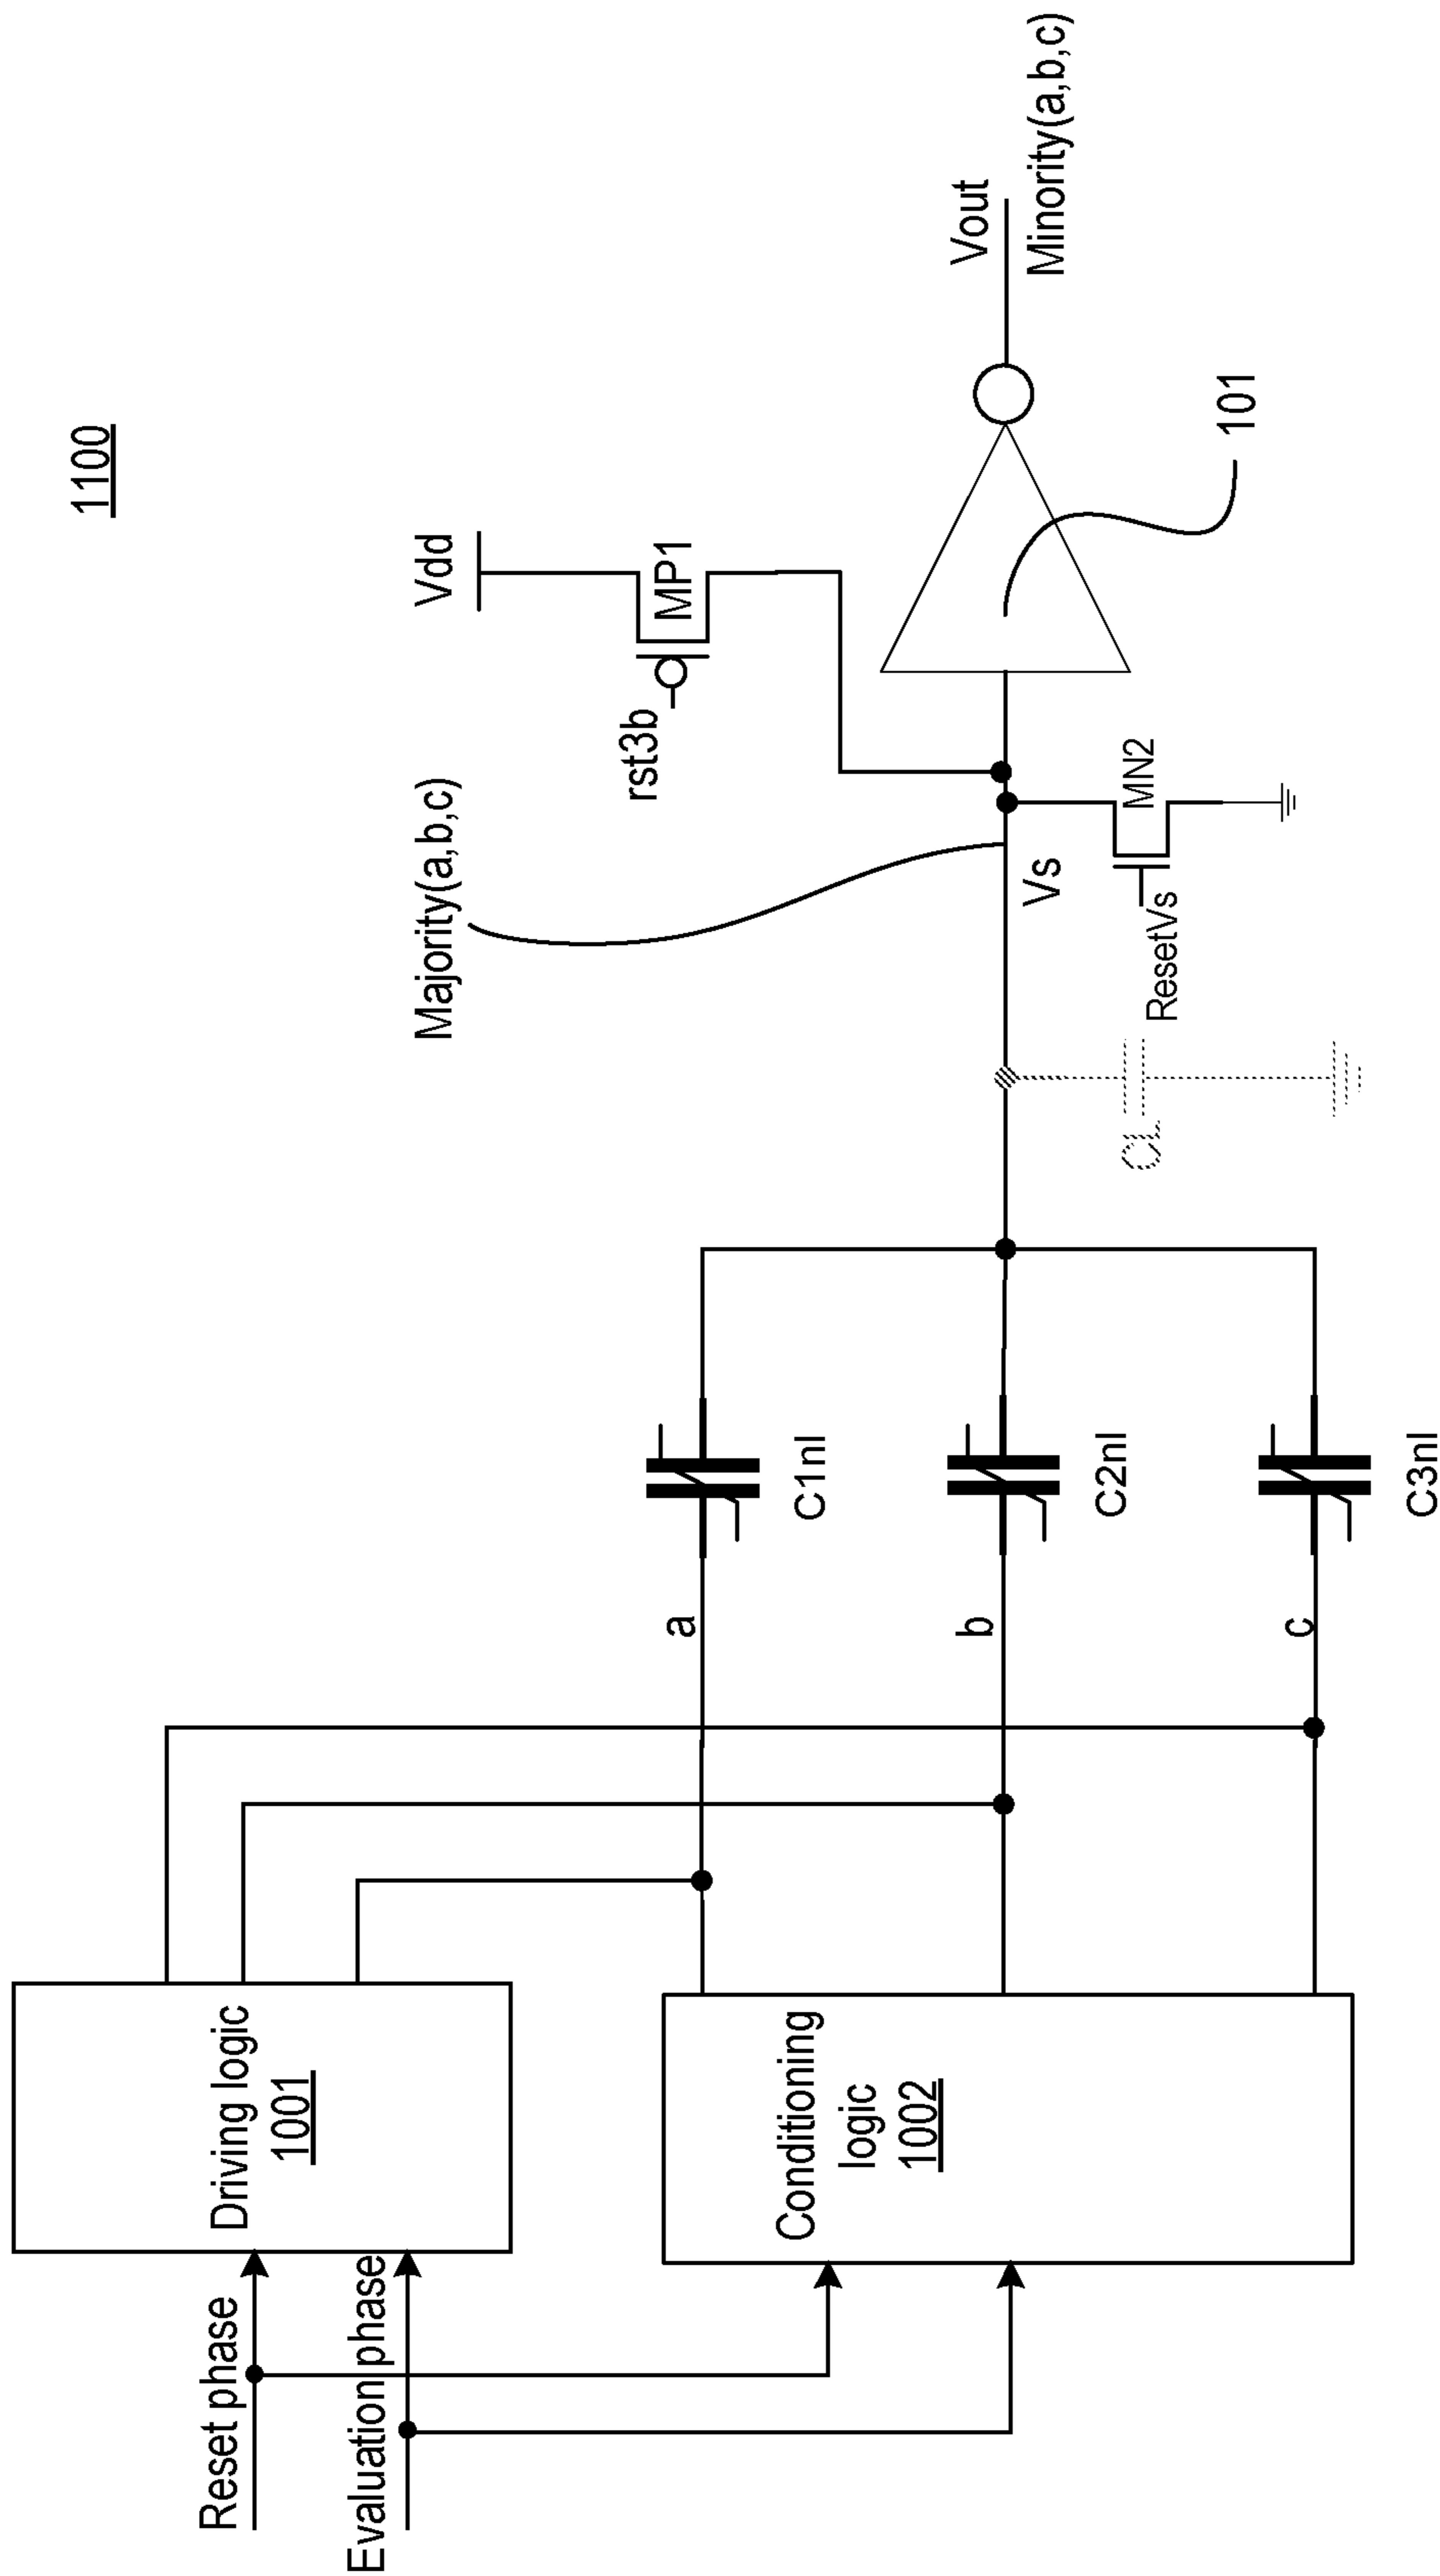 1100
Reset phase
Evaluation phase
Driving logic
1001
Conditioning
logic
1002
a
b
c
C1nl
C2nl
C3nl
CL
Majority(a,b,c)
Vs
ResetVs
MN2
Vdd
rst3b
MP1
101
Vout
Minority(a,b,c)